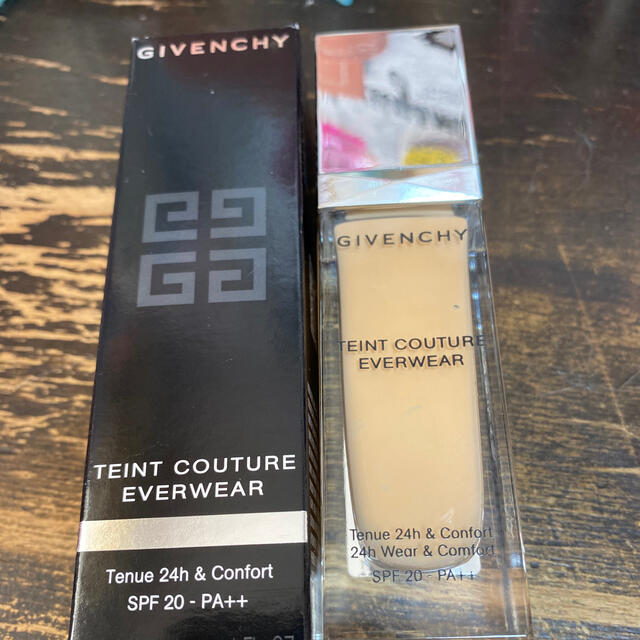 GIVENCHY
TEINT COUTURE
EVERWEAR
Tenue 24h & Confort
SPF 20 - PA++
GIVENCHY
TEINT COUTURE
EVERWEAR
Tenue 24h & Confort
24h Wear & Comfort
SPF 20 - PA++